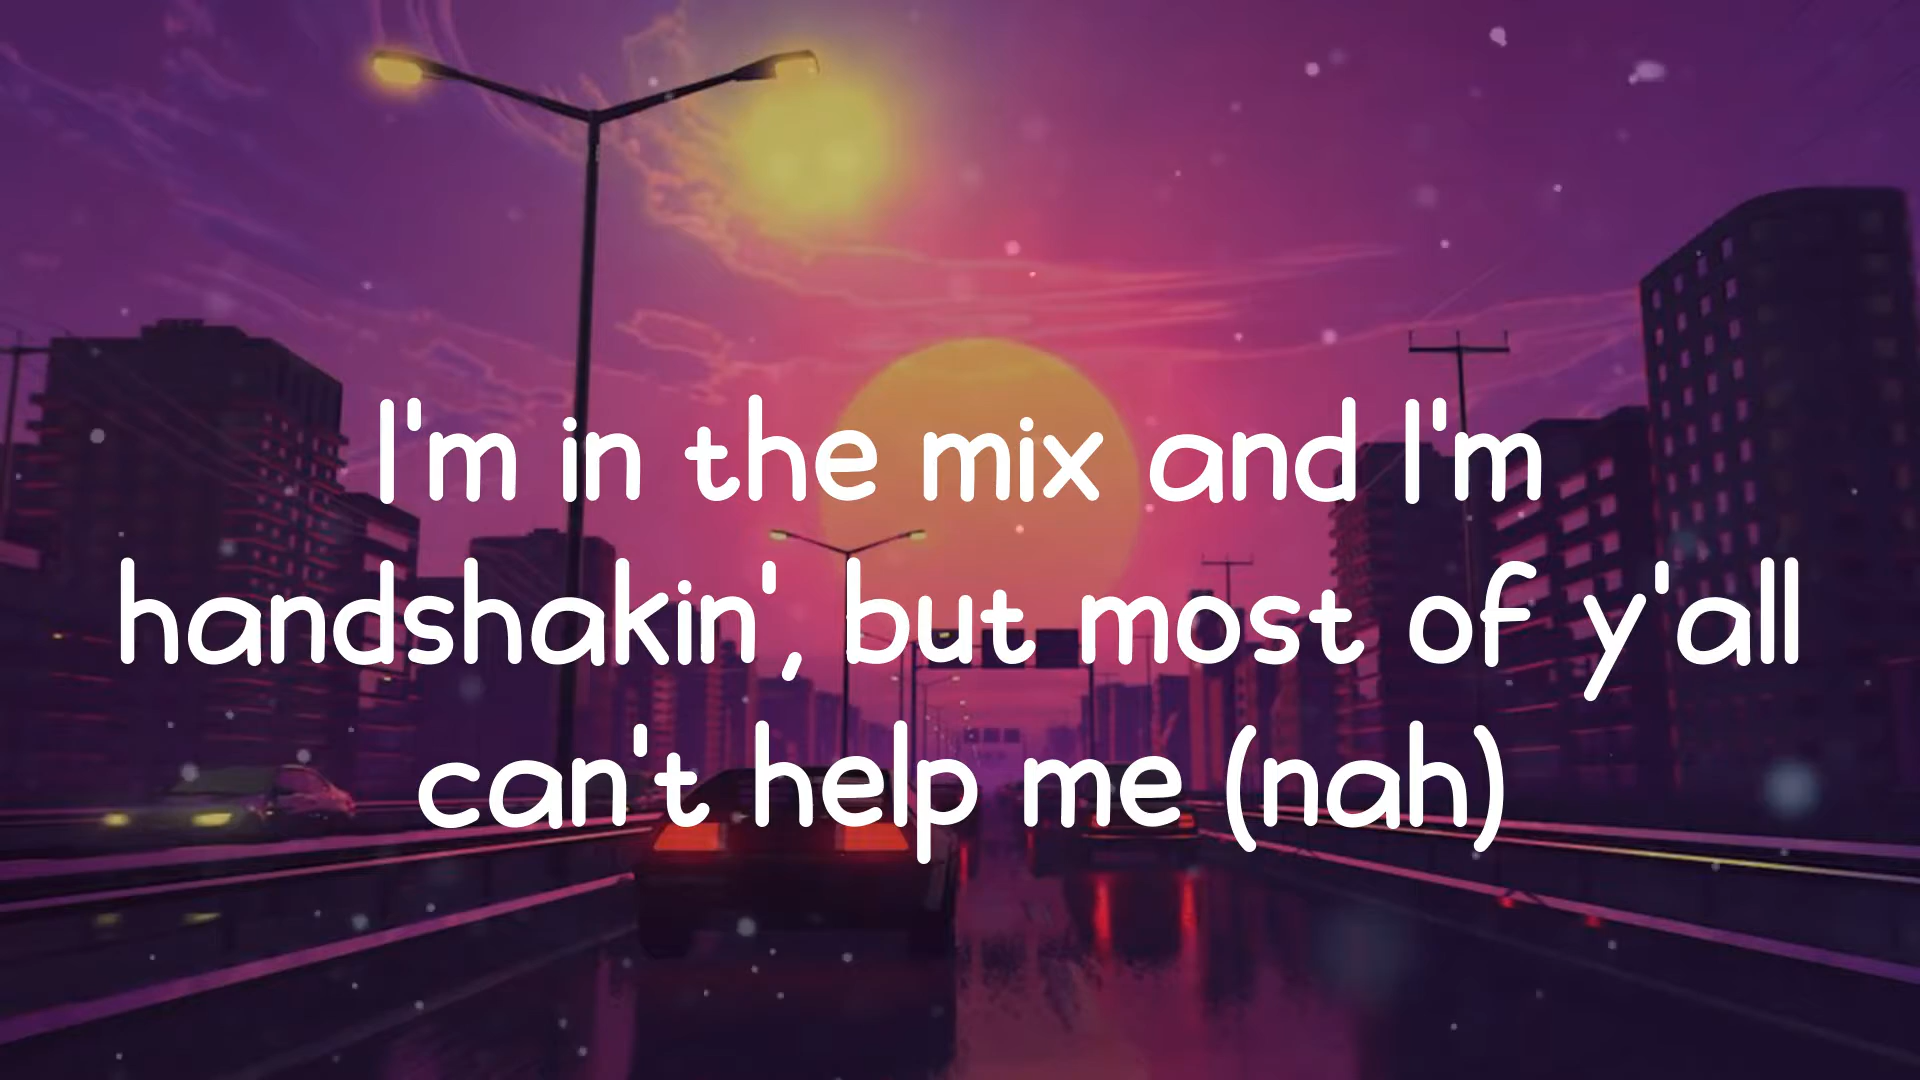 I'm in the mix and I'm
handshakin', but most of y'all
can't help me (nah)